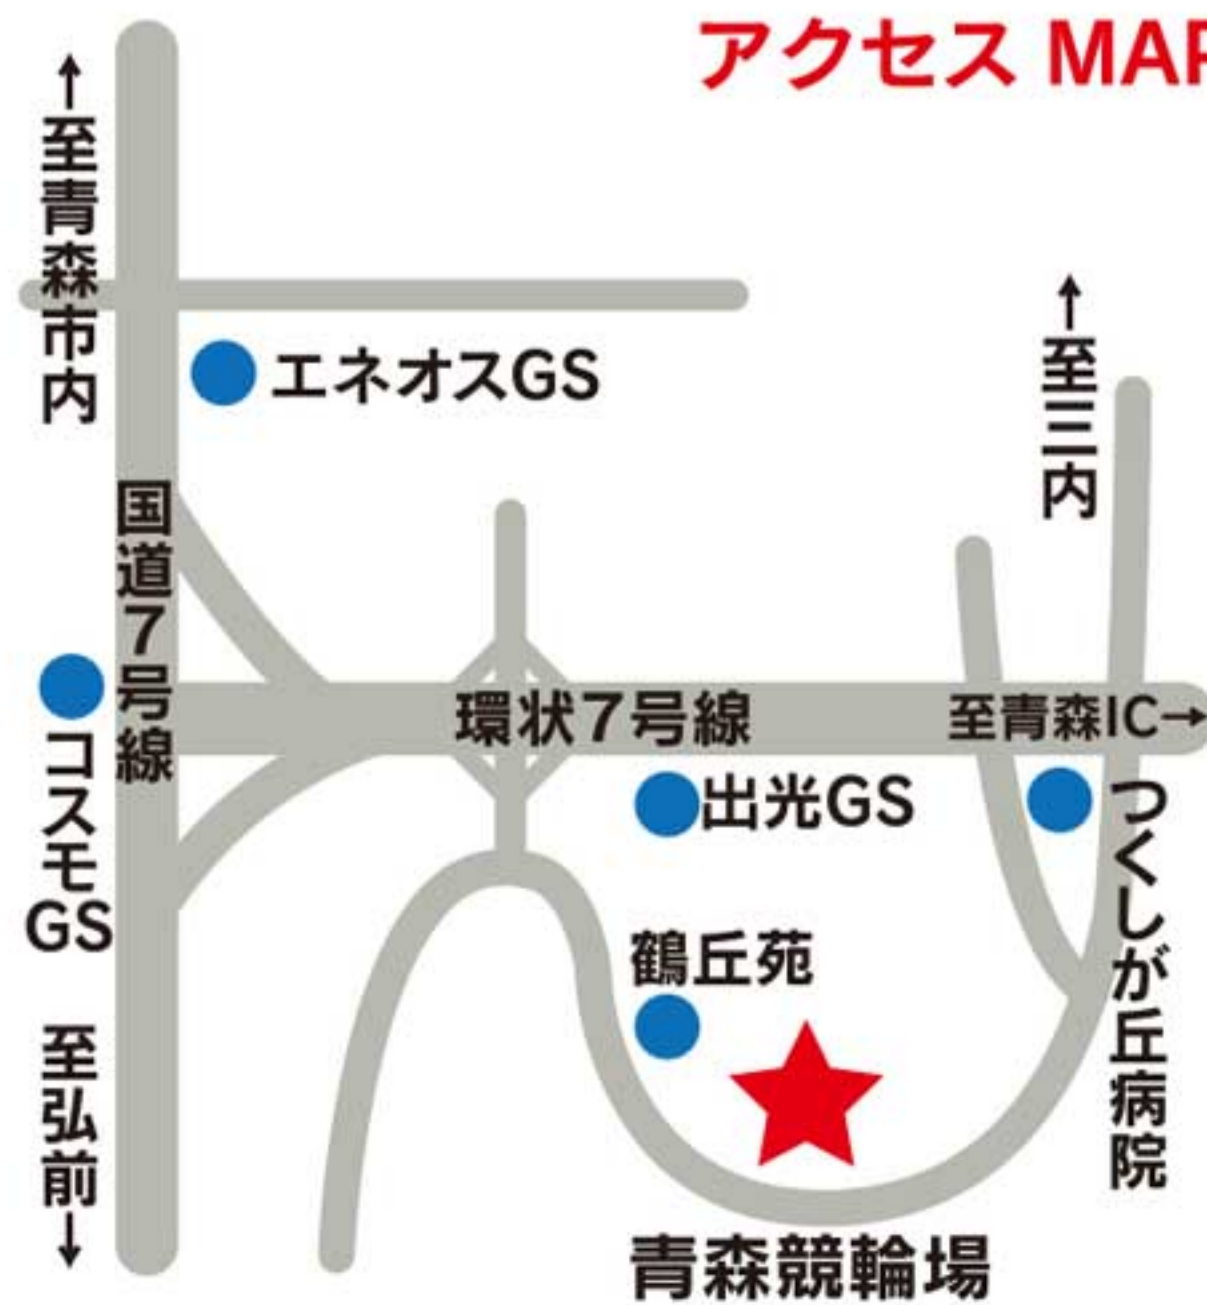 アクセス MAP
↑至青森市内
エネオスGS
↑至三内
国道7号線
環状7号線
至青森IC→
コスモGS
出光GS
つくしが丘病院
鶴丘苑
至弘前↓
青森競輪場